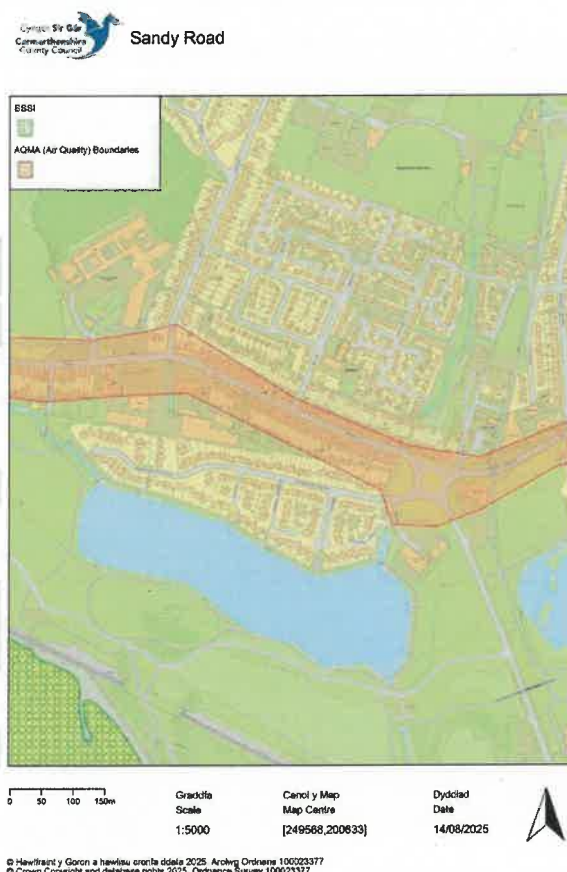 Cyngor Sir Gâr
Carmarthenshire
County Council
Sandy Road
SSSI
AQMA (Air Quality) Boundaries
0 50 100 150m
Graddfa
Scale
1:5000
Canol y Map
Map Centre
[249568,200633]
Dyddiad
Date
14/08/2025
© Hawlfraint y Goron a hawliau cronfa ddata 2025. Arolwg Ordnans 100023377
© Crown Copyright and database rights 2025. Ordnance Survey 100023377